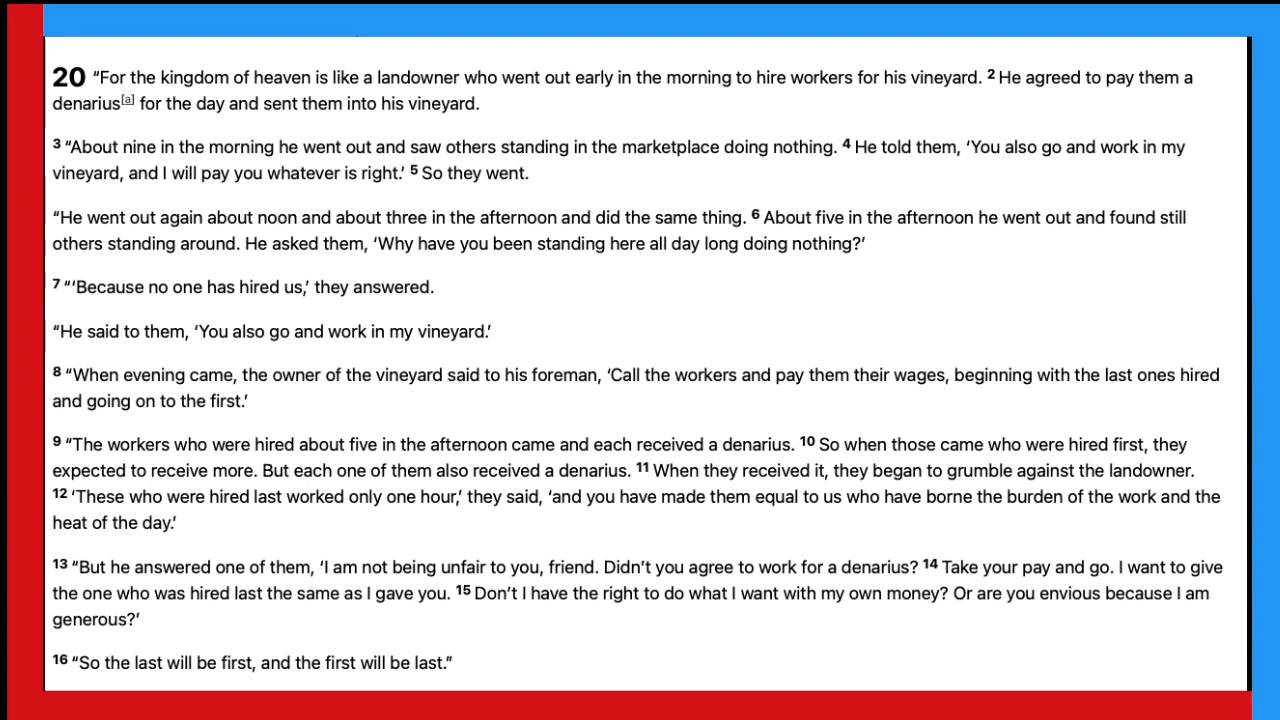 20 “For the kingdom of heaven is like a landowner who went out early in the morning to hire workers for his vineyard. 2 He agreed to pay them a
denarius[a] for the day and sent them into his vineyard.
3 “About nine in the morning he went out and saw others standing in the marketplace doing nothing. 4 He told them, ‘You also go and work in my
vineyard, and I will pay you whatever is right.’ 5 So they went.
“He went out again about noon and about three in the afternoon and did the same thing. 6 About five in the afternoon he went out and found still
others standing around. He asked them, ‘Why have you been standing here all day long doing nothing?’
7 “‘Because no one has hired us,’ they answered.
“He said to them, ‘You also go and work in my vineyard.’
8 “When evening came, the owner of the vineyard said to his foreman, ‘Call the workers and pay them their wages, beginning with the last ones hired
and going on to the first.’
9 “The workers who were hired about five in the afternoon came and each received a denarius. 10 So when those came who were hired first, they
expected to receive more. But each one of them also received a denarius. 11 When they received it, they began to grumble against the landowner.
12 ‘These who were hired last worked only one hour,’ they said, ‘and you have made them equal to us who have borne the burden of the work and the
heat of the day.’
13 “But he answered one of them, ‘I am not being unfair to you, friend. Didn’t you agree to work for a denarius? 14 Take your pay and go. I want to give
the one who was hired last the same as I gave you. 15 Don’t I have the right to do what I want with my own money? Or are you envious because I am
generous?’
16 “So the last will be first, and the first will be last.”